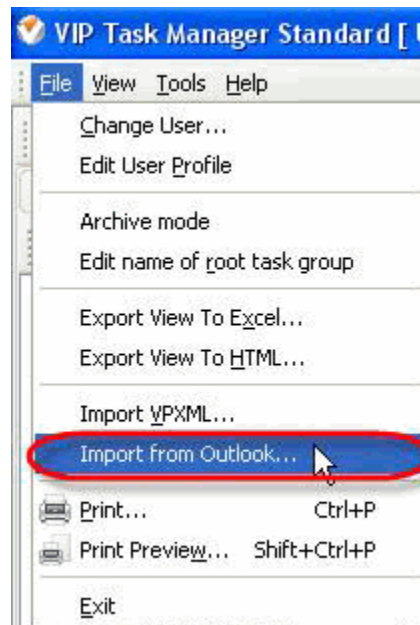 VIP Task Manager Standard [
File View Tools Help
Change User...
Edit User Profile
Archive mode
Edit name of root task group
Export View To Excel...
Export View To HTML...
Import VPXML...
Import from Outlook...
Print... Ctrl+P
Print Preview... Shift+Ctrl+P
Exit